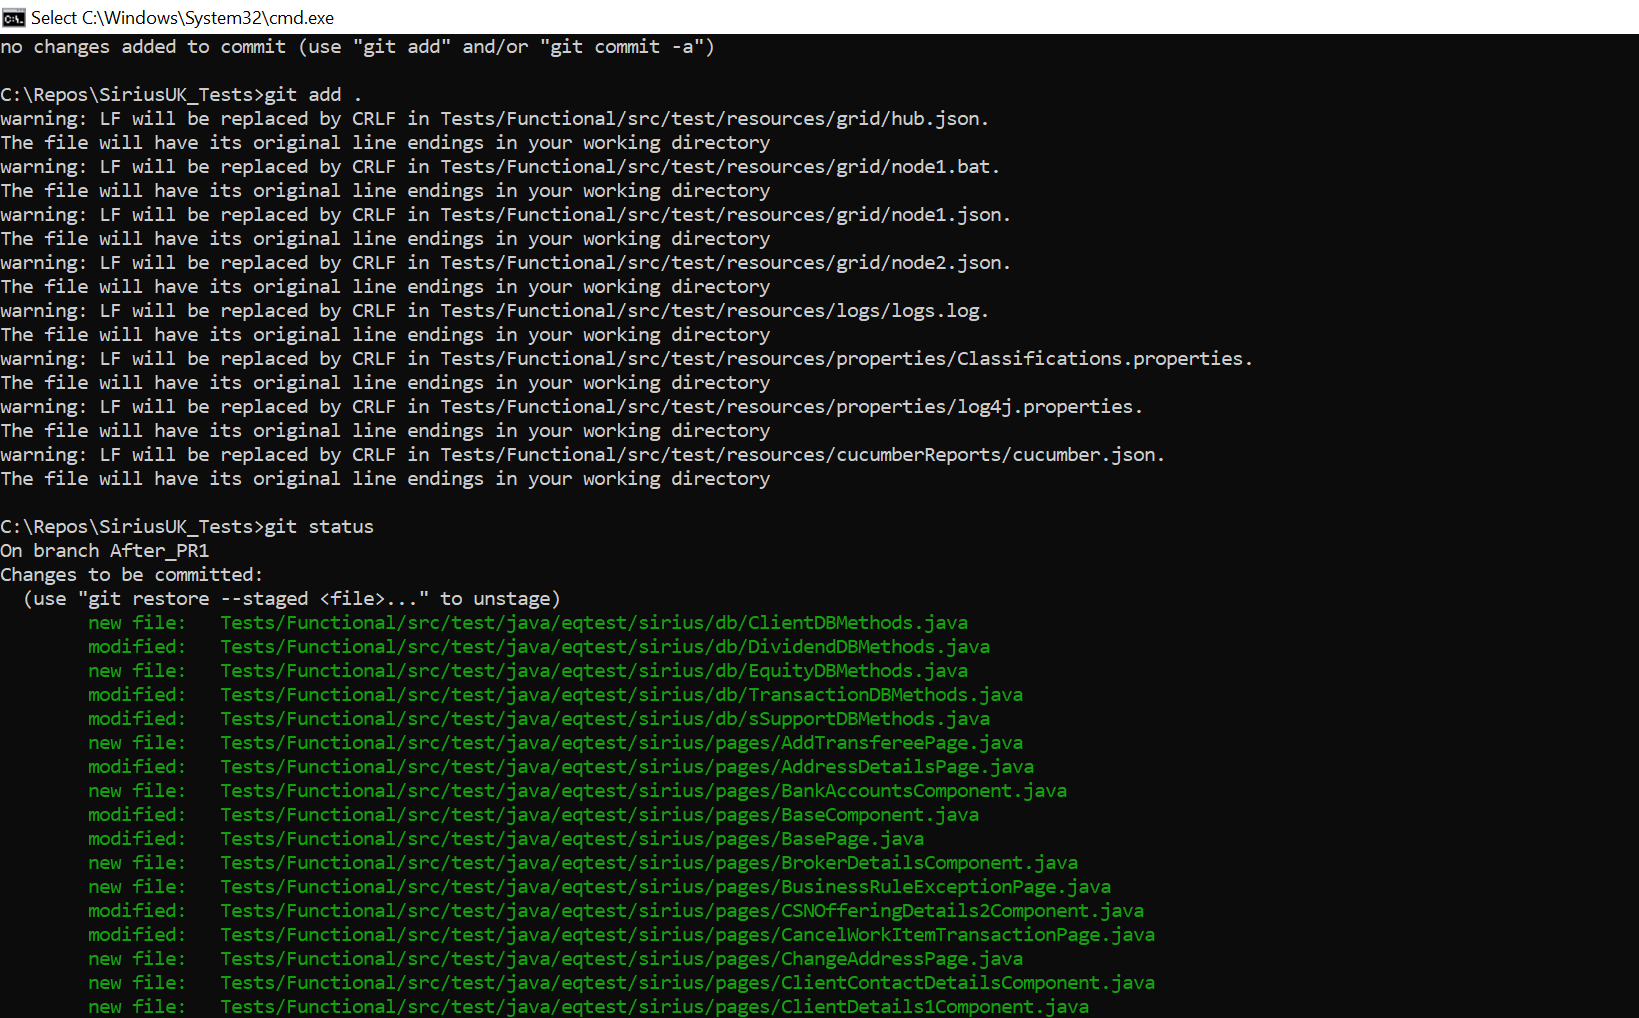 Select C:\Windows\System32\cmd.exe
no changes added to commit (use "git add" and/or "git commit -a")
C:\Repos\SiriusUK_Tests>git add .
warning: LF will be replaced by CRLF in Tests/Functional/src/test/resources/grid/hub.json.
The file will have its original line endings in your working directory
warning: LF will be replaced by CRLF in Tests/Functional/src/test/resources/grid/node1.bat.
The file will have its original line endings in your working directory
warning: LF will be replaced by CRLF in Tests/Functional/src/test/resources/grid/node1.json.
The file will have its original line endings in your working directory
warning: LF will be replaced by CRLF in Tests/Functional/src/test/resources/grid/node2.json.
The file will have its original line endings in your working directory
warning: LF will be replaced by CRLF in Tests/Functional/src/test/resources/logs/logs.log.
The file will have its original line endings in your working directory
warning: LF will be replaced by CRLF in Tests/Functional/src/test/resources/properties/Classifications.properties.
The file will have its original line endings in your working directory
warning: LF will be replaced by CRLF in Tests/Functional/src/test/resources/properties/log4j.properties.
The file will have its original line endings in your working directory
warning: LF will be replaced by CRLF in Tests/Functional/src/test/resources/cucumberReports/cucumber.json.
The file will have its original line endings in your working directory
C:\Repos\SiriusUK_Tests>git status
On branch After_PR1
Changes to be committed:
  (use "git restore --staged <file>..." to unstage)
        new file:   Tests/Functional/src/test/java/eqtest/sirius/db/ClientDBMethods.java
        modified:   Tests/Functional/src/test/java/eqtest/sirius/db/DividendDBMethods.java
        new file:   Tests/Functional/src/test/java/eqtest/sirius/db/EquityDBMethods.java
        modified:   Tests/Functional/src/test/java/eqtest/sirius/db/TransactionDBMethods.java
        modified:   Tests/Functional/src/test/java/eqtest/sirius/db/sSupportDBMethods.java
        new file:   Tests/Functional/src/test/java/eqtest/sirius/pages/AddTransfereePage.java
        modified:   Tests/Functional/src/test/java/eqtest/sirius/pages/AddressDetailsPage.java
        new file:   Tests/Functional/src/test/java/eqtest/sirius/pages/BankAccountsComponent.java
        modified:   Tests/Functional/src/test/java/eqtest/sirius/pages/BaseComponent.java
        modified:   Tests/Functional/src/test/java/eqtest/sirius/pages/BasePage.java
        new file:   Tests/Functional/src/test/java/eqtest/sirius/pages/BrokerDetailsComponent.java
        new file:   Tests/Functional/src/test/java/eqtest/sirius/pages/BusinessRuleExceptionPage.java
        modified:   Tests/Functional/src/test/java/eqtest/sirius/pages/CSNOfferingDetails2Component.java
        modified:   Tests/Functional/src/test/java/eqtest/sirius/pages/CancelWorkItemTransactionPage.java
        new file:   Tests/Functional/src/test/java/eqtest/sirius/pages/ChangeAddressPage.java
        new file:   Tests/Functional/src/test/java/eqtest/sirius/pages/ClientContactDetailsComponent.java
        new file:   Tests/Functional/src/test/java/eqtest/sirius/pages/ClientDetails1Component.java